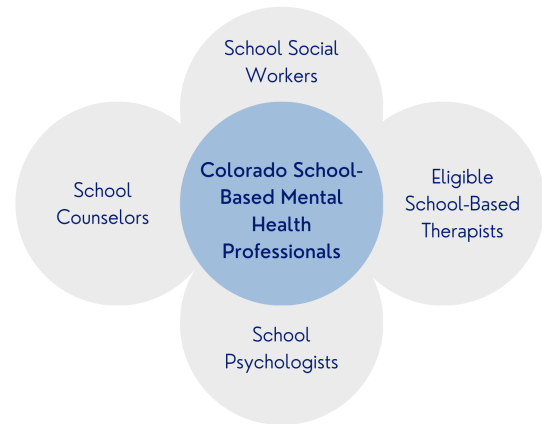 School Social
Workers
School
Counselors
Colorado School-
Based Mental
Health
Professionals
Eligible
School-Based
Therapists
School
Psychologists